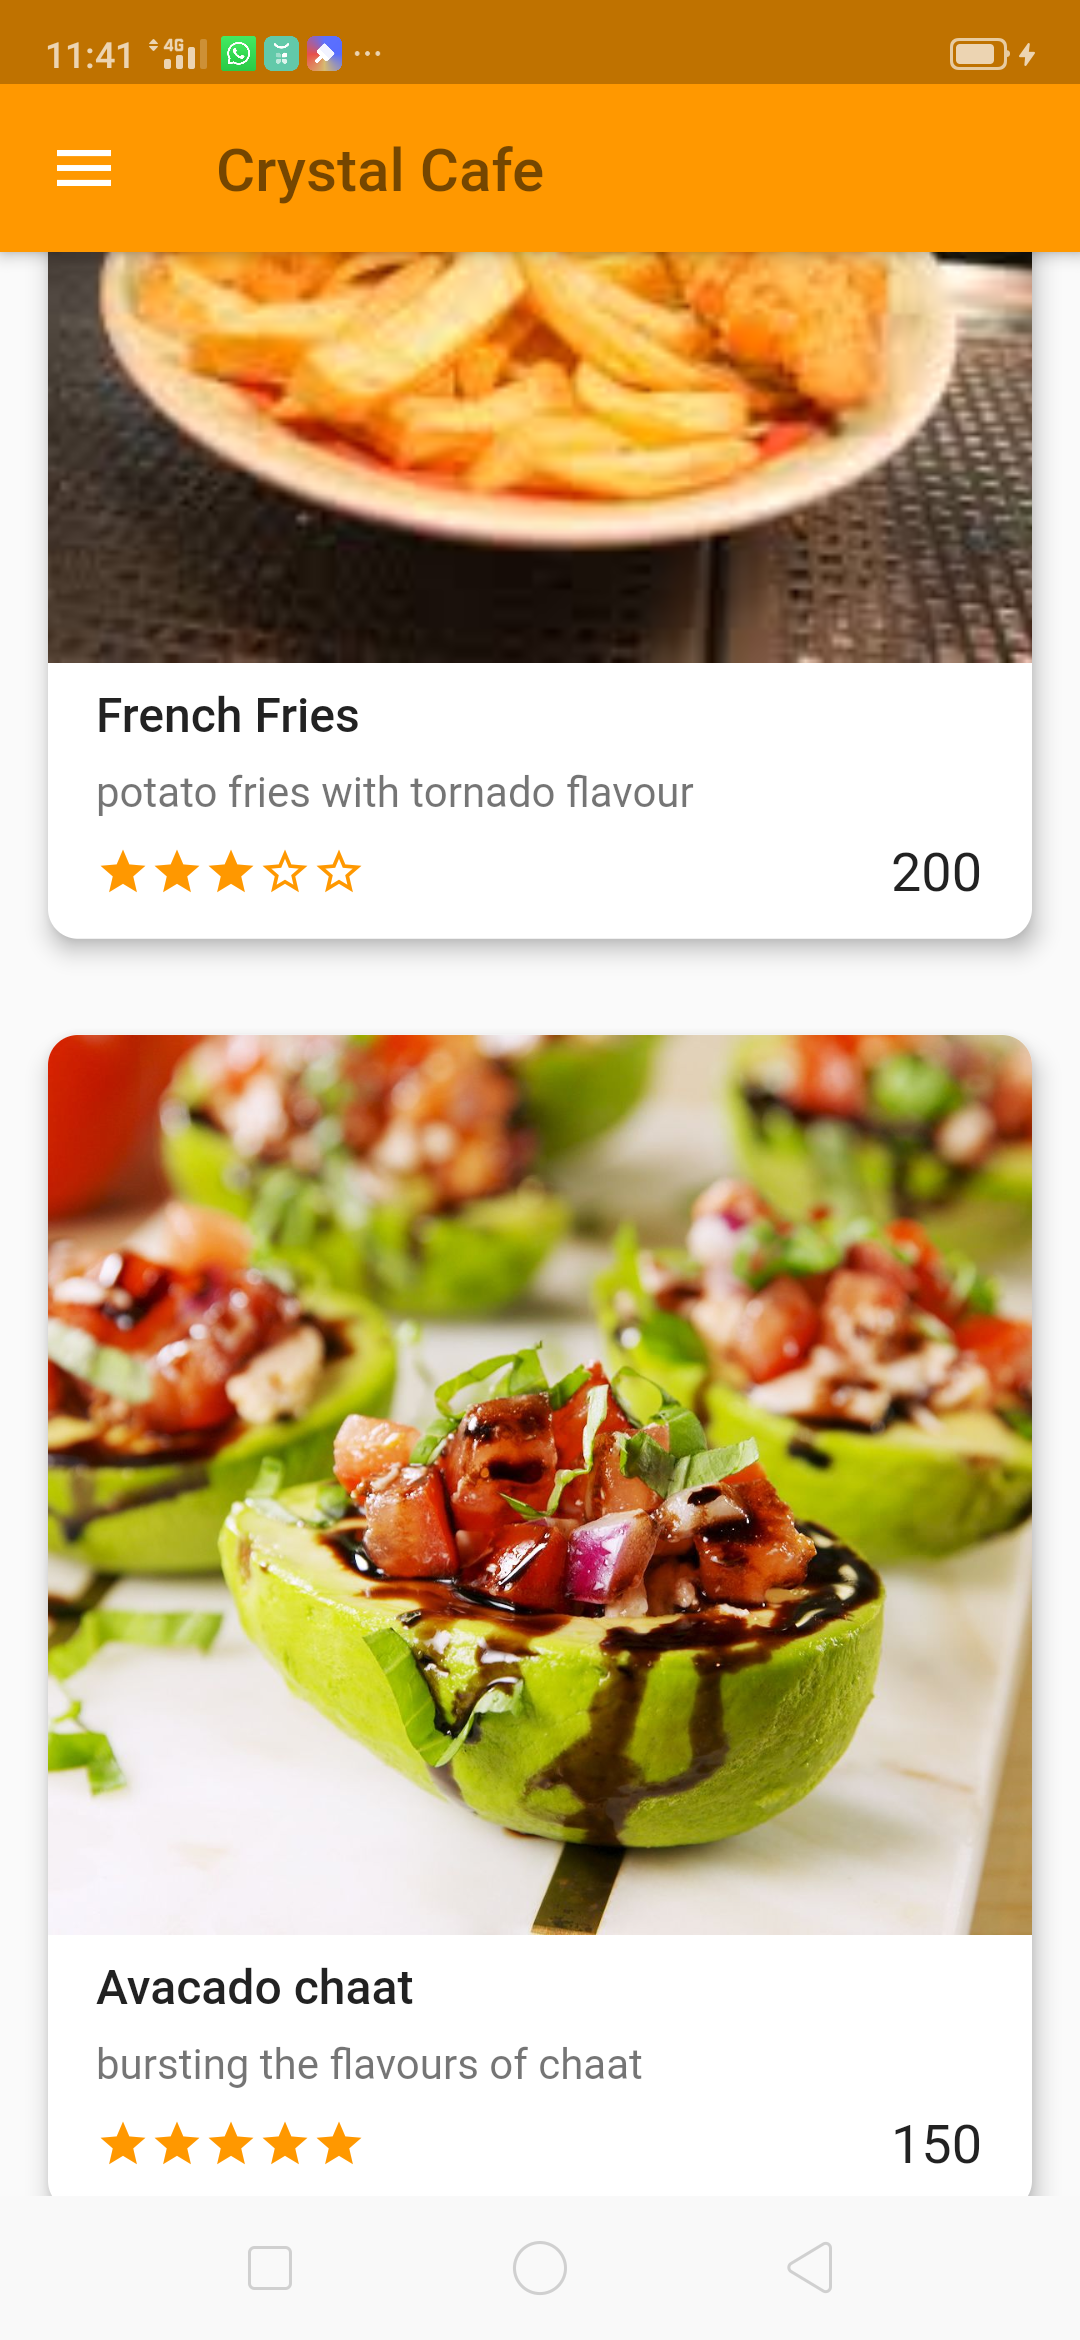 11:41 4G
Crystal Cafe
French Fries
potato fries with tornado flavour
200
Avacado chaat
bursting the flavours of chaat
150